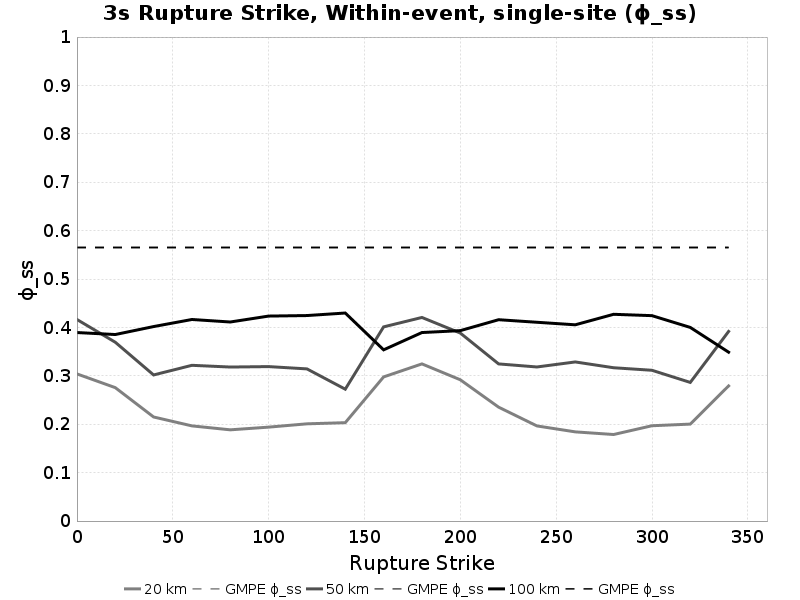 3s Rupture Strike, Within-event, single-site (ϕ_ss)
1
0.9
0.8
0.7
0.6
0.5
0.4
0.3
0.2
0.1
0
ϕ_ss
0 50 100 150 200 250 300 350
Rupture Strike
20 km GMPE ϕ_ss 50 km GMPE ϕ_ss 100 km GMPE ϕ_ss